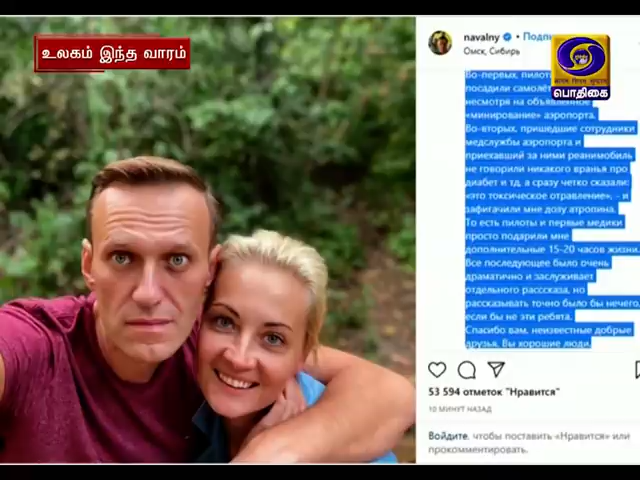 உலகம் இந்த வாரம்
navalny
Омск, Сибирь
பொதிகை
Во-первых, пилоты
посадили самолёт
несмотря на объявленное
«минирование» аэропорта.
Во-вторых, пришедшие сотрудники
медслужбы аэропорта и
приехавший за ними реанимобиль
не говорили никакого вранья про
диабет и тд, а сразу четко сказали:
«это токсическое отравление», - и
зафигачили мне дозу атропина.
То есть пилоты и первые медики
просто подарили мне
дополнительные 15–20 часов жизни.
Все последующее было очень
драматично и заслуживает
отдельного расссказа, но
рассказывать точно было бы нечего,
если бы не эти ребята.
Спасибо вам, неизвестные добрые
друзья. Вы хорошие люди.
53 594 отметок "Нравится"
10 МИНУТ НАЗАД
Войдите, чтобы поставить «Нравится» или
прокомментировать.